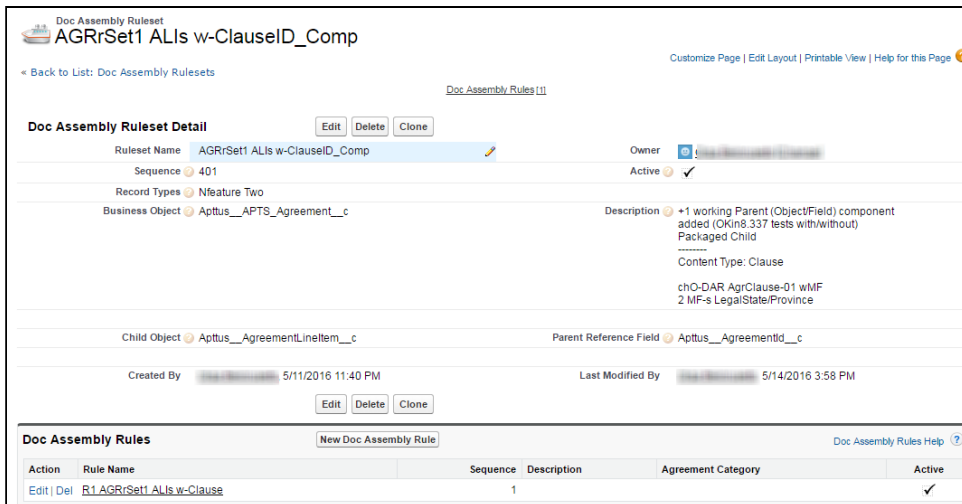 Doc Assembly Ruleset
AGRrSet1 ALIs w-ClauseID_Comp
Customize Page | Edit Layout | Printable View | Help for this Page
« Back to List: Doc Assembly Rulesets
Doc Assembly Rules [1]
Doc Assembly Ruleset Detail Edit Delete Clone
Ruleset Name AGRrSet1 ALIs w-ClauseID_Comp Owner
Sequence 401 Active
Record Types Nfeature Two
Business Object Apttus__APTS_Agreement__c Description +1 working Parent (Object/Field) component
added (OKin8.337 tests with/without)
Packaged Child
--------
Content Type: Clause
chO-DAR AgrClause-01 wMF
2 MF-s LegalState/Province
Child Object Apttus__AgreementLineItem__c Parent Reference Field Apttus__AgreementId__c
Created By 5/11/2016 11:40 PM Last Modified By 5/14/2016 3:58 PM
Edit Delete Clone
Doc Assembly Rules New Doc Assembly Rule Doc Assembly Rules Help ?
Action Rule Name Sequence Description Agreement Category Active
Edit | Del R1 AGRrSet1 ALIs w-Clause 1